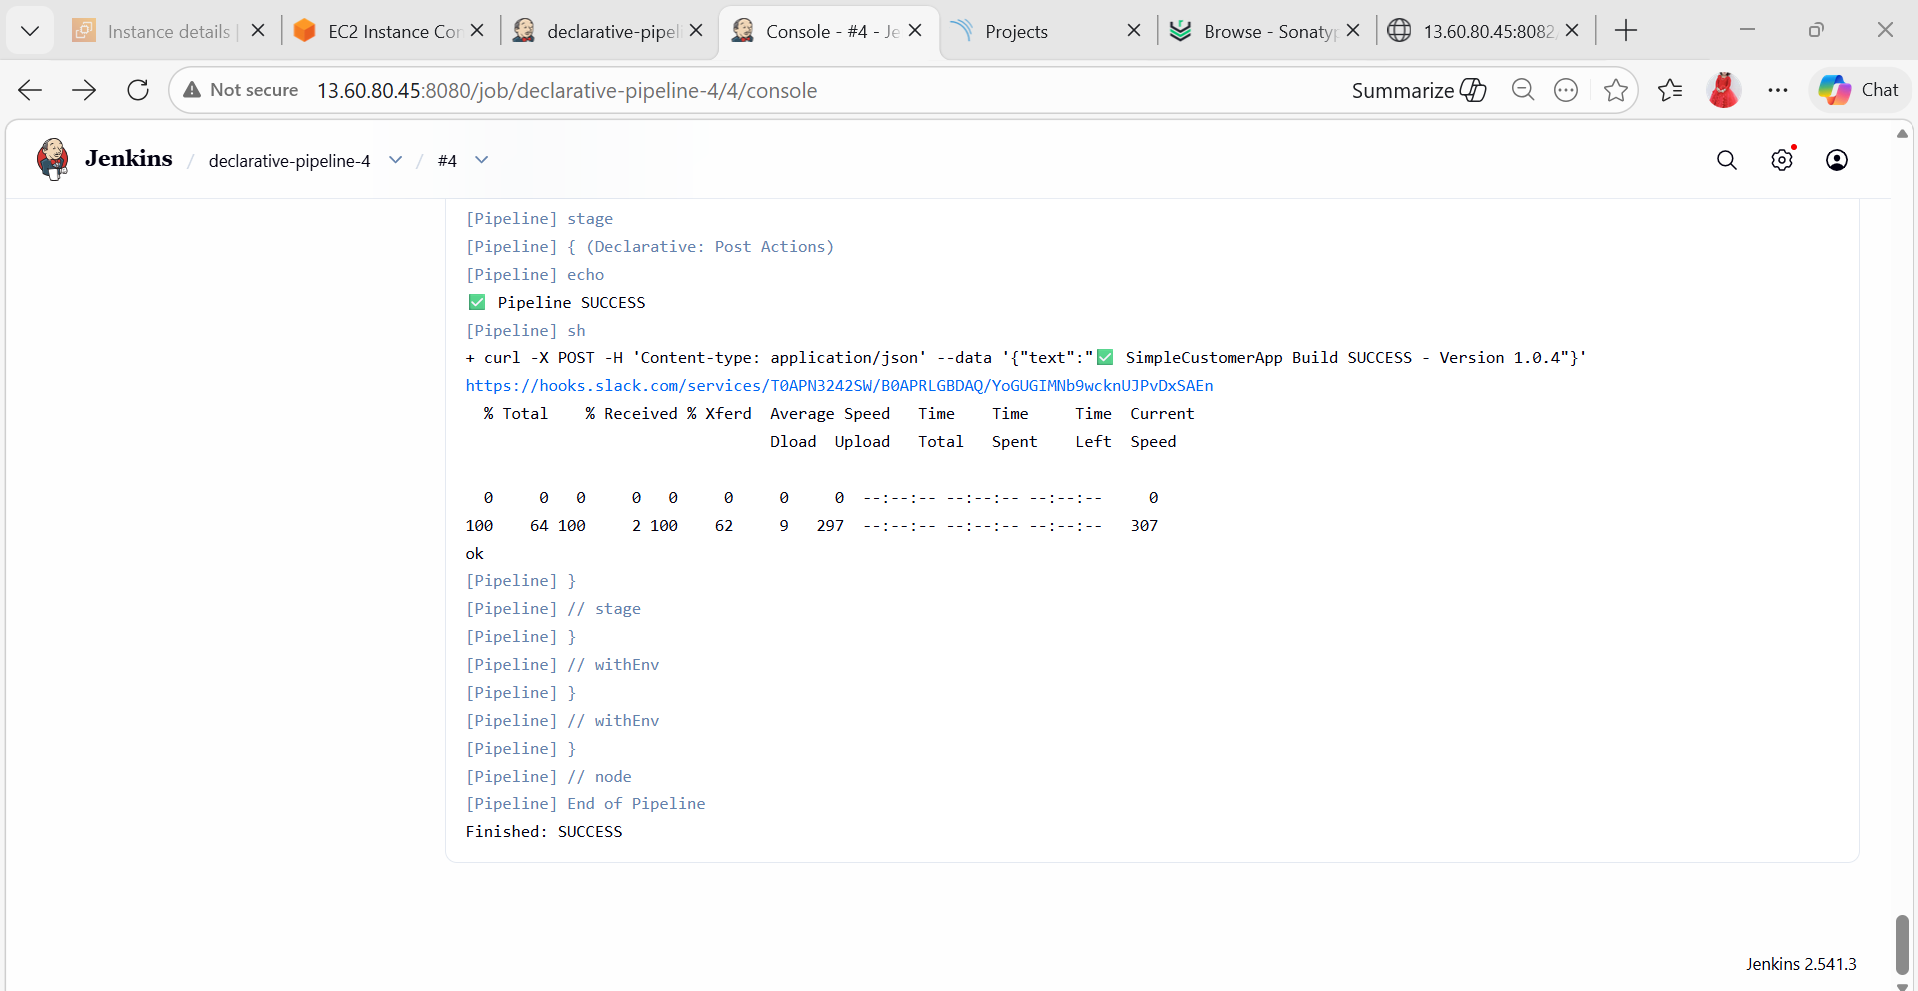 Instance details
EC2 Instance Con
declarative-pipeli
Console - #4 - Je
Projects
Browse - Sonatyp
13.60.80.45:8082
Not secure
13.60.80.45:8080/job/declarative-pipeline-4/4/console
Summarize
Chat
Jenkins / declarative-pipeline-4 / #4
[Pipeline] stage
[Pipeline] { (Declarative: Post Actions)
[Pipeline] echo
✅ Pipeline SUCCESS
[Pipeline] sh
+ curl -X POST -H 'Content-type: application/json' --data '{"text":"✅ SimpleCustomerApp Build SUCCESS - Version 1.0.4"}'
https://hooks.slack.com/services/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
% Total % Received % Xferd Average Speed Time Time Time Current
Dload Upload Total Spent Left Speed
0 0 0 0 0 0 0 0 --:--:-- --:--:-- --:--:-- 0
100 64 100 2 100 62 9 297 --:--:-- --:--:-- --:--:-- 307
ok
[Pipeline] }
[Pipeline] // stage
[Pipeline] }
[Pipeline] // withEnv
[Pipeline] }
[Pipeline] // withEnv
[Pipeline] }
[Pipeline] // node
[Pipeline] End of Pipeline
Finished: SUCCESS
Jenkins 2.541.3